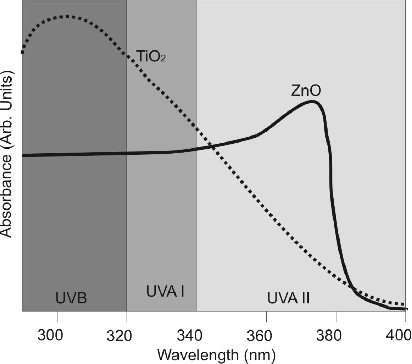 TiO₂
ZnO
Absorbance (Arb. Units)
UVB
UVA I
UVA II
300 320 340 360 380 400
Wavelength (nm)